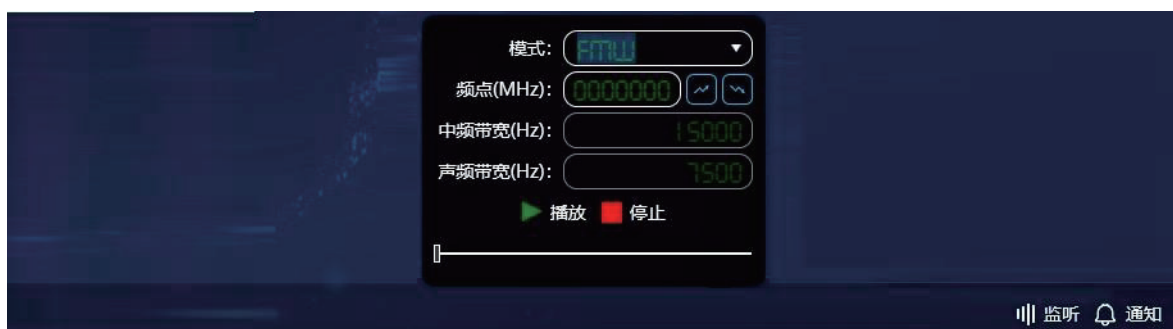 模式: FMW
频点(MHz): 0000000
中频带宽(Hz): 15000
声频带宽(Hz): 7500
播放 停止
监听 通知